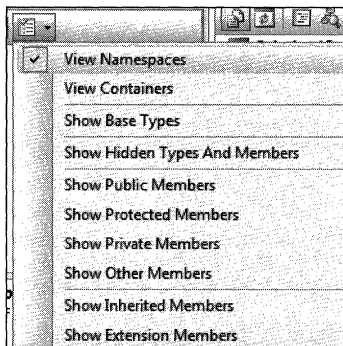 View Namespaces
View Containers
Show Base Types
Show Hidden Types And Members
Show Public Members
Show Protected Members
Show Private Members
Show Other Members
Show Inherited Members
Show Extension Members